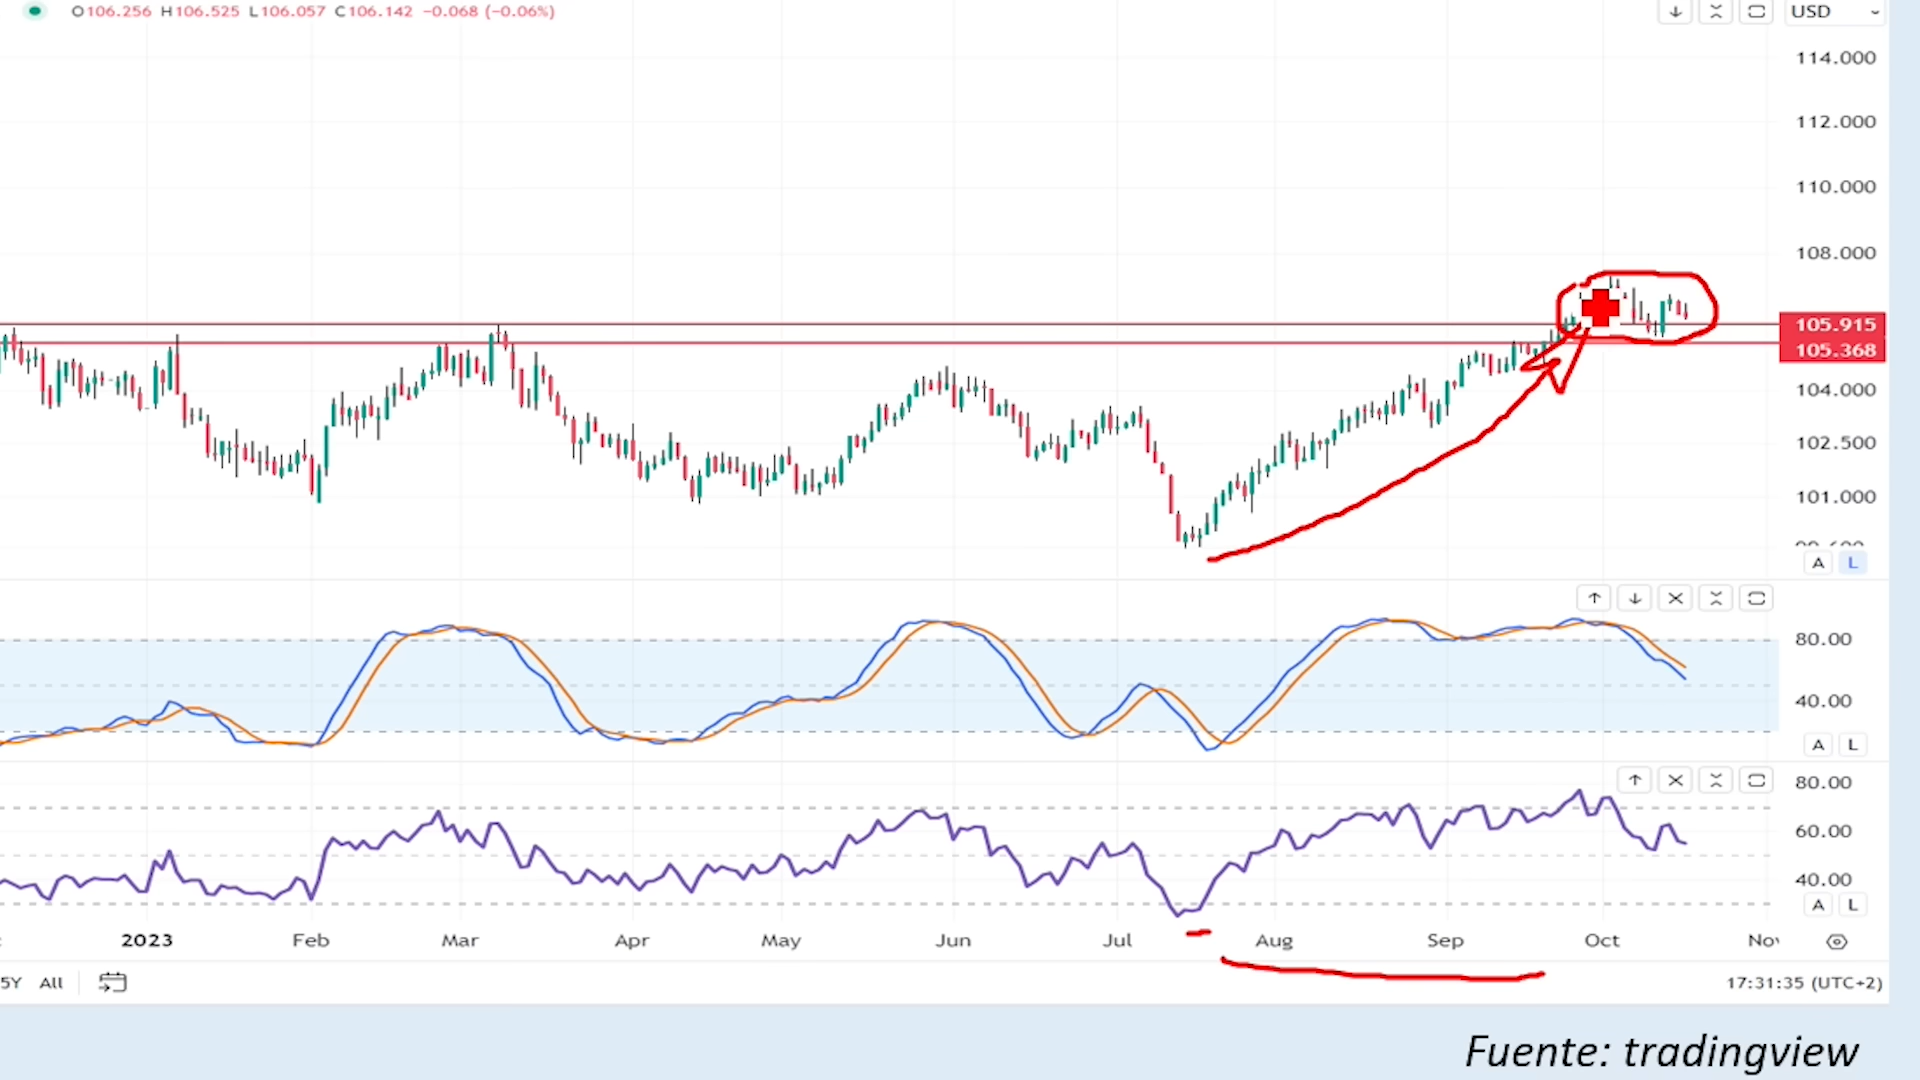 O106.256 H106.525 L106.057 C106.142 −0.068 (−0.06%)
USD
114.000
112.000
110.000
108.000
105.915
105.368
104.000
102.500
101.000
A L
80.00
40.00
A L
80.00
60.00
40.00
A L
2023 Feb Mar Apr May Jun Jul Aug Sep Oct Nov
5Y All
17:31:35 (UTC+2)
Fuente: tradingview